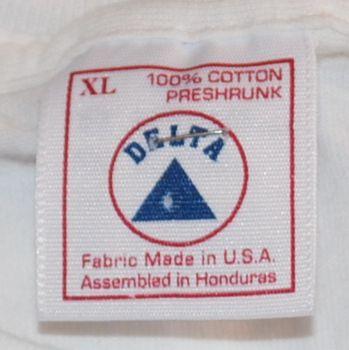 XL 100% COTTON
PRESHRUNK
DELTA
Fabric Made in U.S.A.
Assembled in Honduras